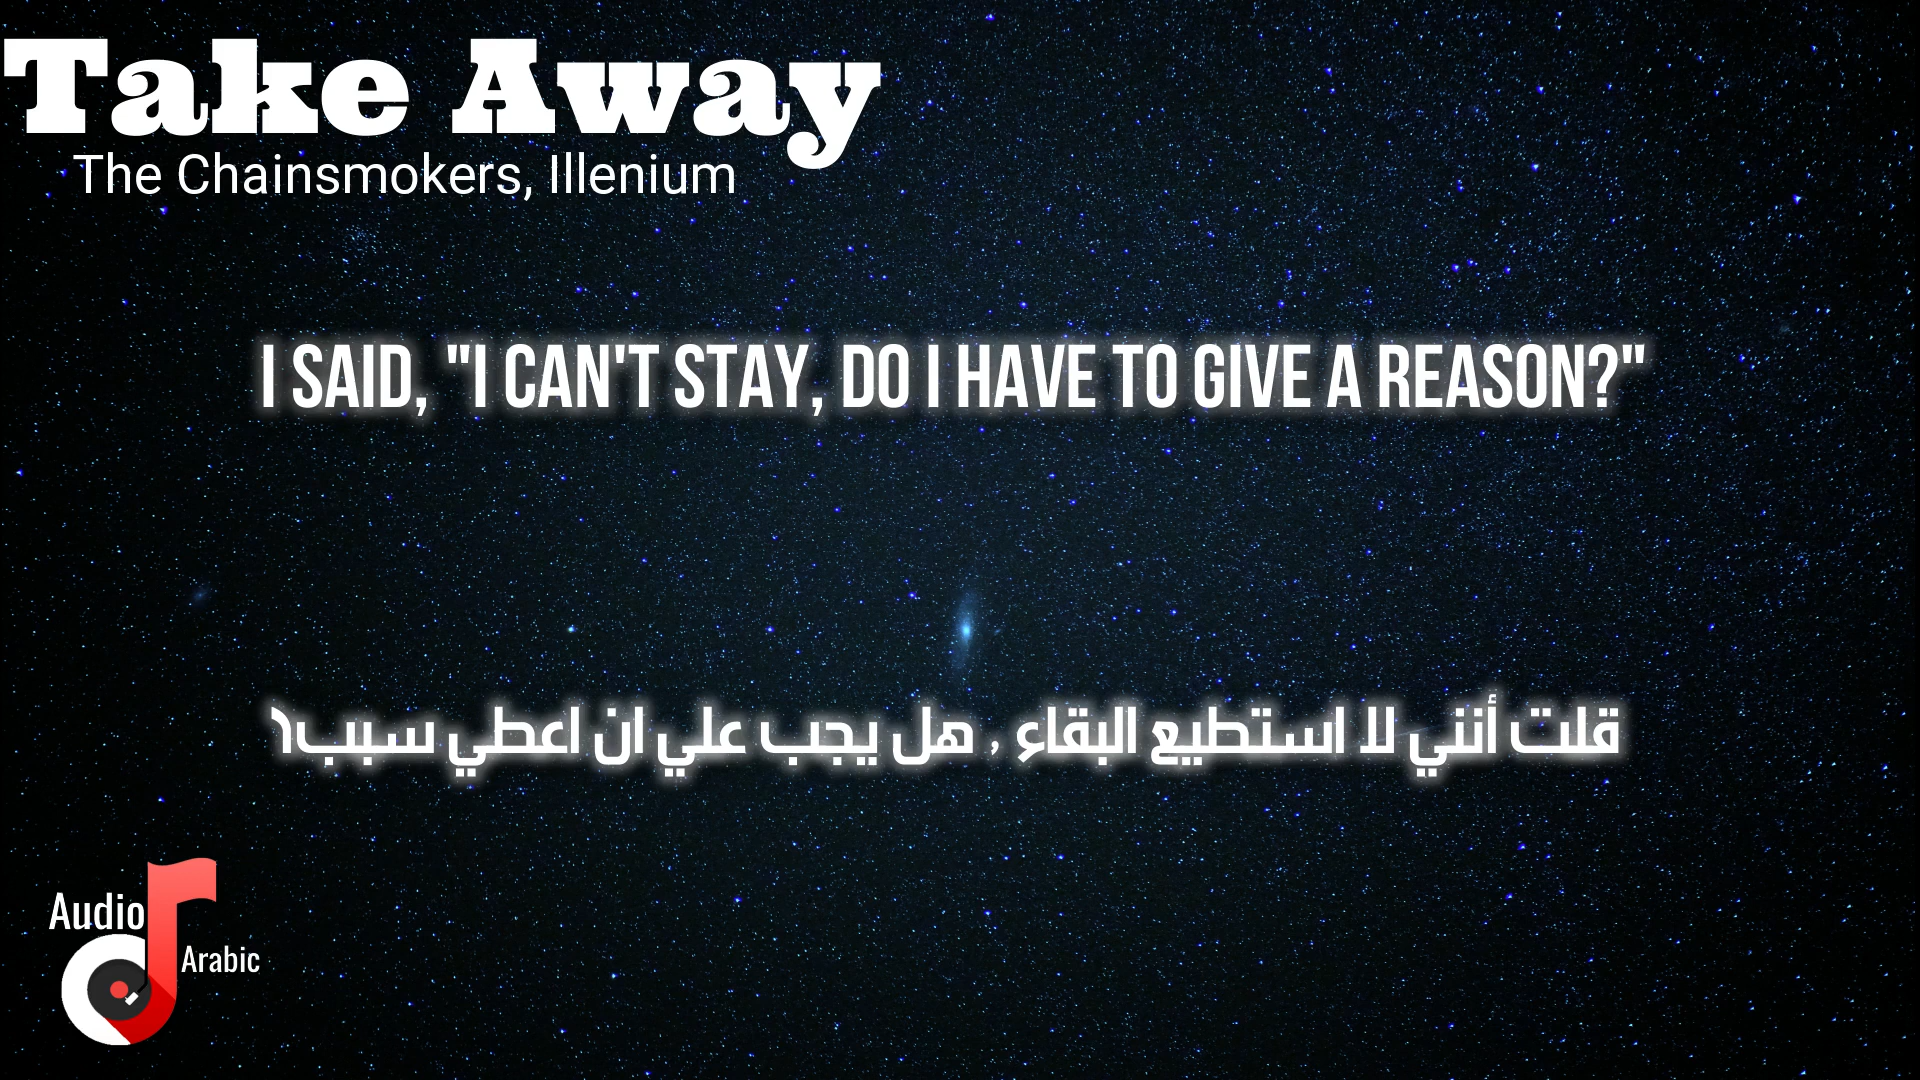 Take Away
The Chainsmokers, Illenium
I SAID, "I CAN'T STAY, DO I HAVE TO GIVE A REASON?"
قلت أنني لا استطيع البقاء , هل يجب علي ان اعطي سبب؟
Audio
Arabic